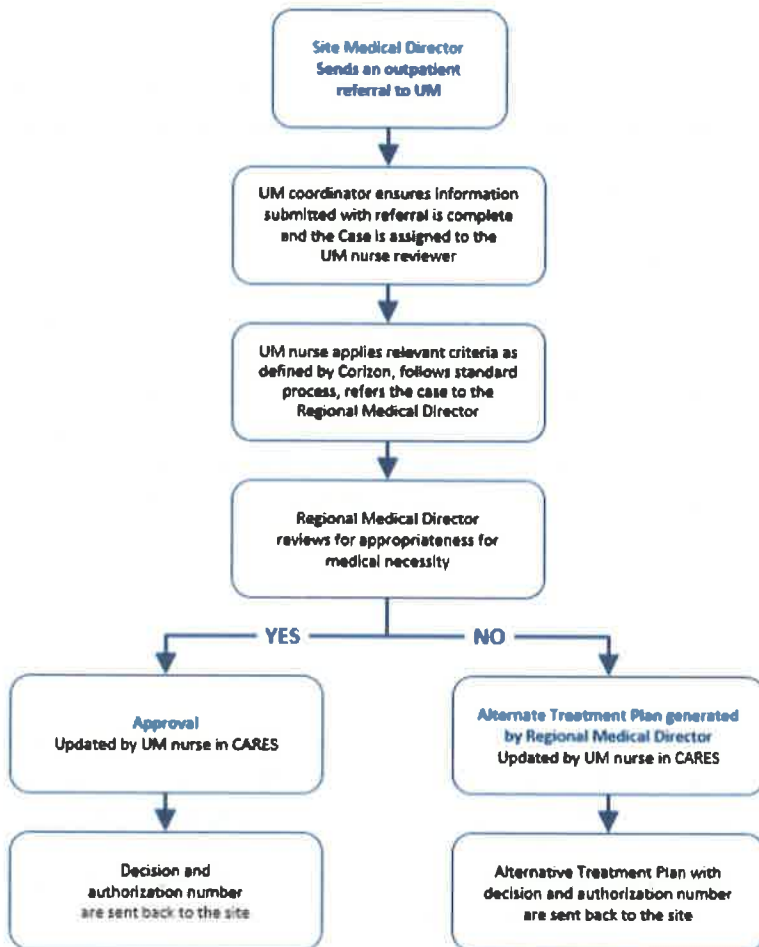 Site Medical Director
Sends an outpatient
referral to UM
UM coordinator ensures information
submitted with referral is complete
and the Case is assigned to the
UM nurse reviewer
UM nurse applies relevant criteria as
defined by Corizon, follows standard
process, refers the case to the
Regional Medical Director
Regional Medical Director
reviews for appropriateness for
medical necessity
YES
NO
Approval
Updated by UM nurse in CARES
Alternate Treatment Plan generated
by Regional Medical Director
Updated by UM nurse in CARES
Decision and
authorization number
are sent back to the site
Alternative Treatment Plan with
decision and authorization number
are sent back to the site